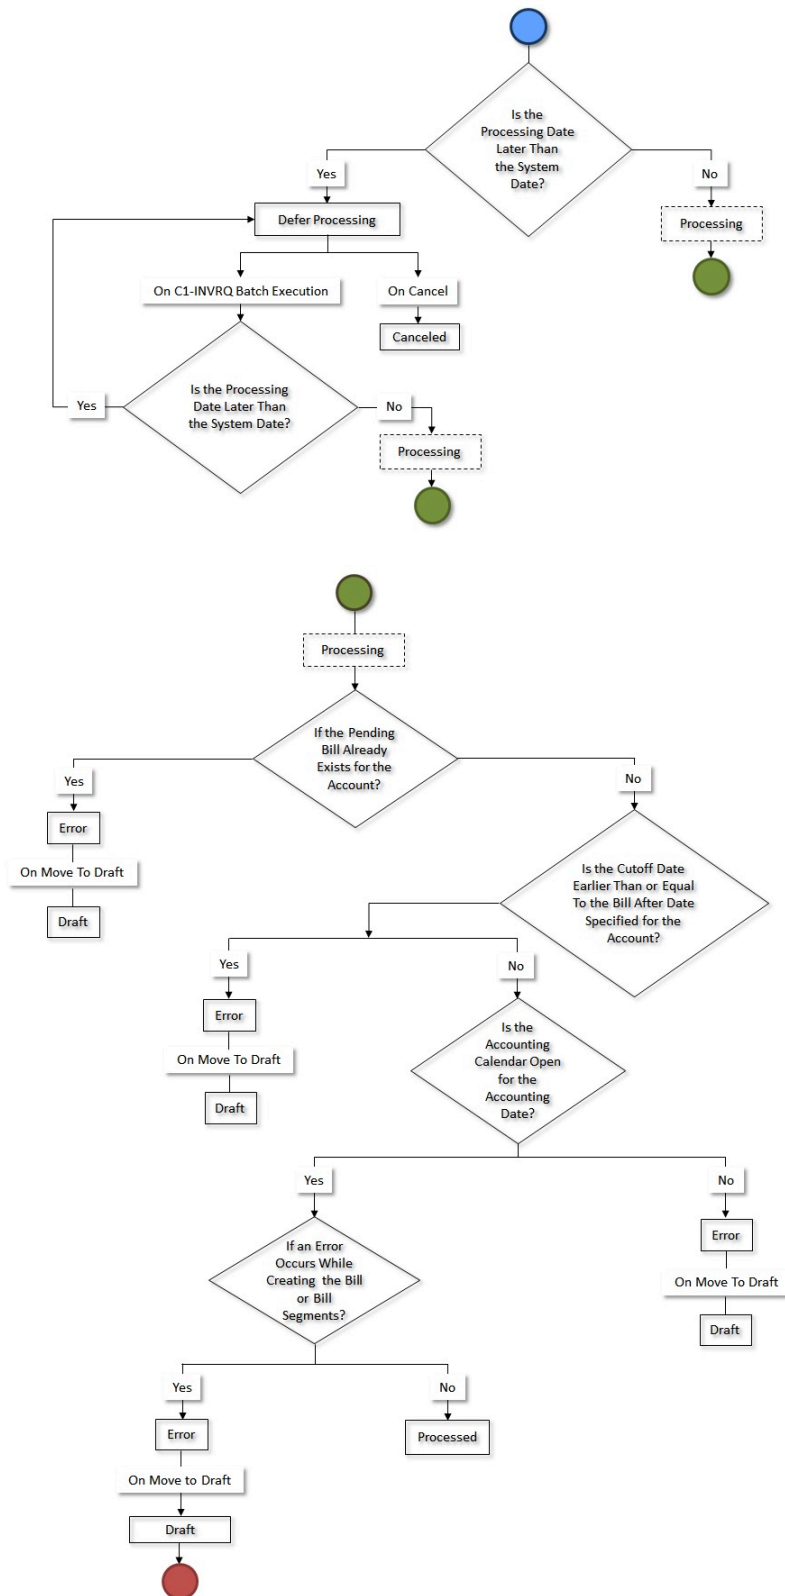 Is the
Processing Date
Later Than
the System
Date?
Yes
No
Defer Processing
Processing
On C1-INVRQ Batch Execution
On Cancel
Canceled
Is the Processing
Date Later Than
the System Date?
Yes
No
Processing
Processing
If the Pending
Bill Already
Exists for the
Account?
Yes
No
Error
On Move To Draft
Draft
Is the Cutoff Date
Earlier Than or Equal
To the Bill After Date
Specified for the
Account?
Yes
No
Error
On Move To Draft
Draft
Is the
Accounting
Calendar Open
for the
Accounting
Date?
Yes
No
If an Error
Occurs While
Creating the Bill
or Bill
Segments?
Error
On Move To Draft
Draft
Yes
No
Error
Processed
On Move to Draft
Draft